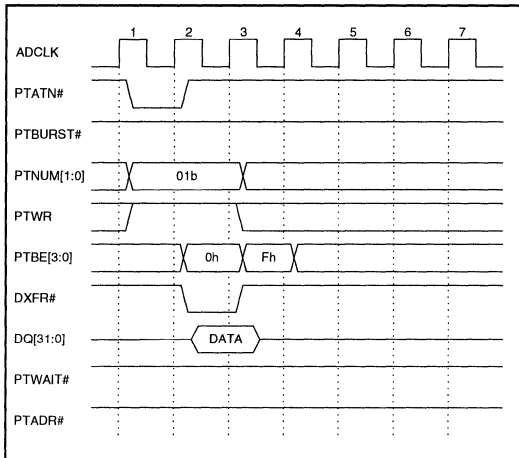 1 2 3 4 5 6 7
ADCLK
PTATN#
PTBURST#
PTNUM[1:0] 01b
PTWR
PTBE[3:0] 0h Fh
DXFR#
DQ[31:0] DATA
PTWAIT#
PTADR#